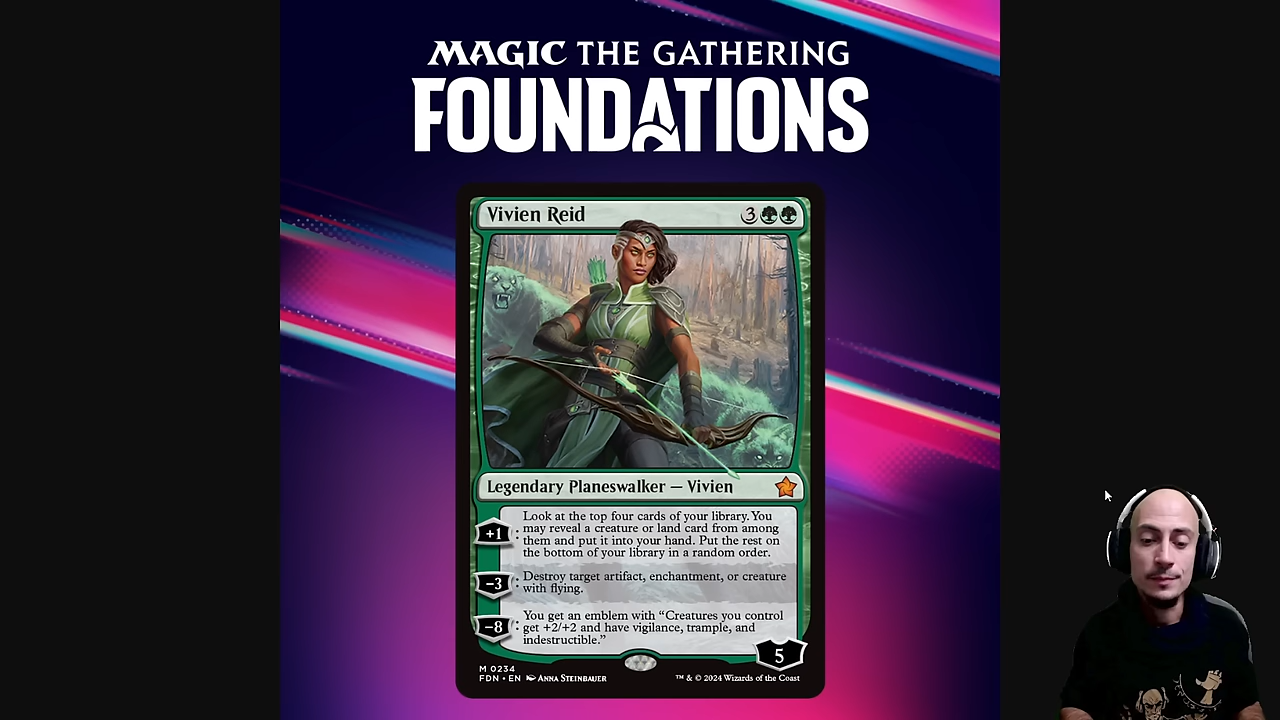 MAGIC THE GATHERING
FOUNDATIONS
Vivien Reid 3
Legendary Planeswalker — Vivien
+1: Look at the top four cards of your library. You
may reveal a creature or land card from among
them and put it into your hand. Put the rest on
the bottom of your library in a random order.
−3: Destroy target artifact, enchantment, or creature
with flying.
−8: You get an emblem with “Creatures you control
get +2/+2 and have vigilance, trample, and
indestructible.”
5
M 0234
FDN • EN ANNA STEINBAUER ™ & © 2024 Wizards of the Coast